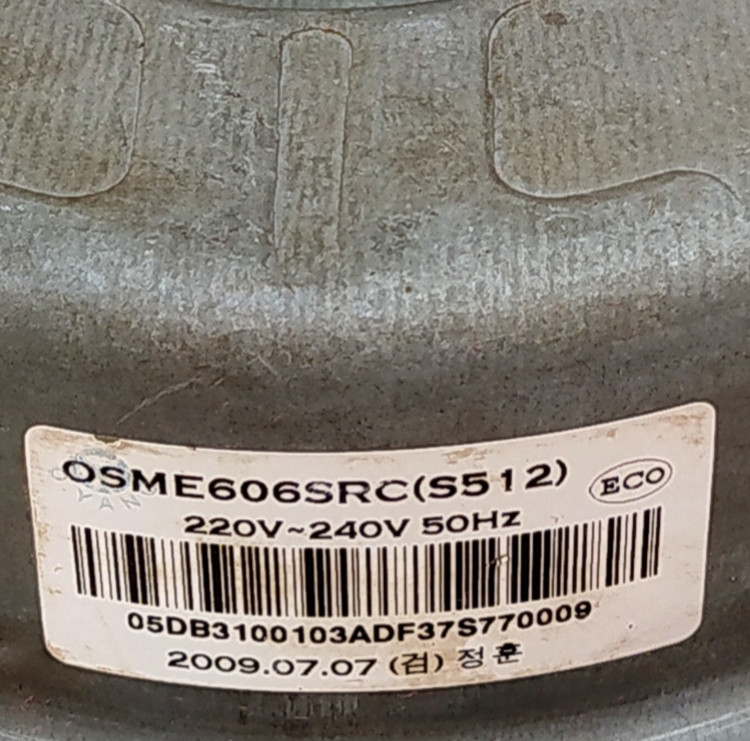 OSME606SRC(S512)
ECO
220V~240V 50Hz
05DB3100103ADF37S770009
2009.07.07 (검) 정훈